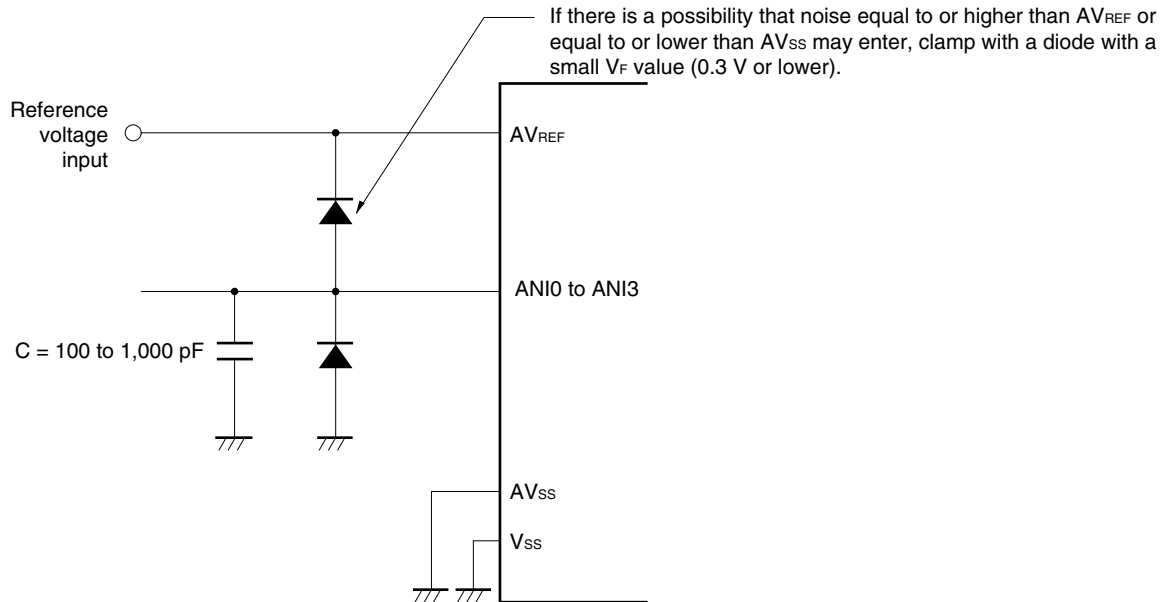 If there is a possibility that noise equal to or higher than AVREF or
equal to or lower than AVSS may enter, clamp with a diode with a
small VF value (0.3 V or lower).
Reference
voltage
input
AVREF
ANI0 to ANI3
C = 100 to 1,000 pF
AVSS
VSS